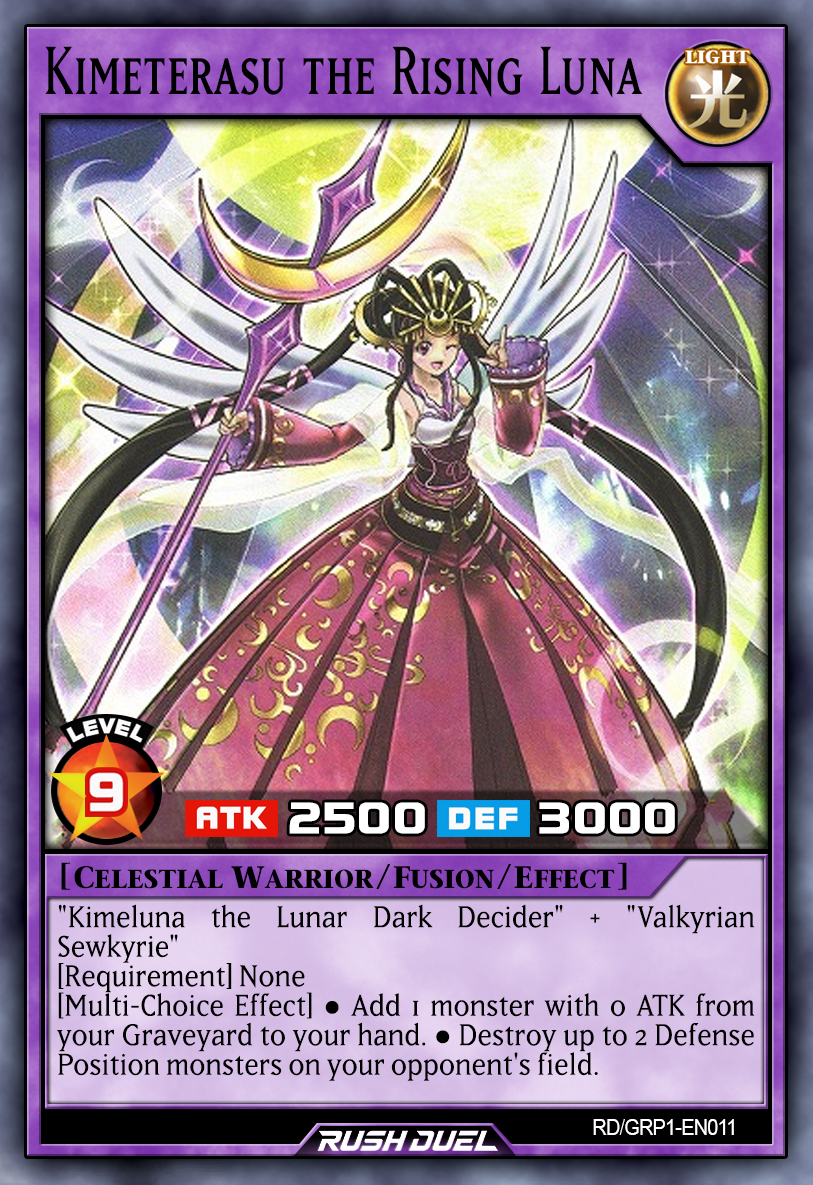 Kimeterasu the Rising Luna
LIGHT
光
LEVEL
9
ATK 2500 DEF 3000
[Celestial Warrior/Fusion/Effect]
"Kimeluna the Lunar Dark Decider" + "Valkyrian
Sewkyrie"
[Requirement] None
[Multi-Choice Effect] ● Add 1 monster with 0 ATK from
your Graveyard to your hand. ● Destroy up to 2 Defense
Position monsters on your opponent's field.
RD/GRP1-EN011
RUSH DUEL